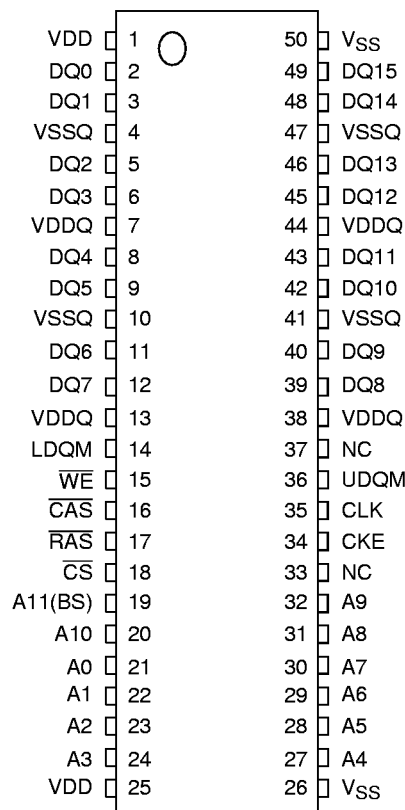 VDD 1 50 VSS
DQ0 2 49 DQ15
DQ1 3 48 DQ14
VSSQ 4 47 VSSQ
DQ2 5 46 DQ13
DQ3 6 45 DQ12
VDDQ 7 44 VDDQ
DQ4 8 43 DQ11
DQ5 9 42 DQ10
VSSQ 10 41 VSSQ
DQ6 11 40 DQ9
DQ7 12 39 DQ8
VDDQ 13 38 VDDQ
LDQM 14 37 NC
W̅E̅ 15 36 UDQM
C̅A̅S̅ 16 35 CLK
R̅A̅S̅ 17 34 CKE
C̅S̅ 18 33 NC
A11(BS) 19 32 A9
A10 20 31 A8
A0 21 30 A7
A1 22 29 A6
A2 23 28 A5
A3 24 27 A4
VDD 25 26 VSS